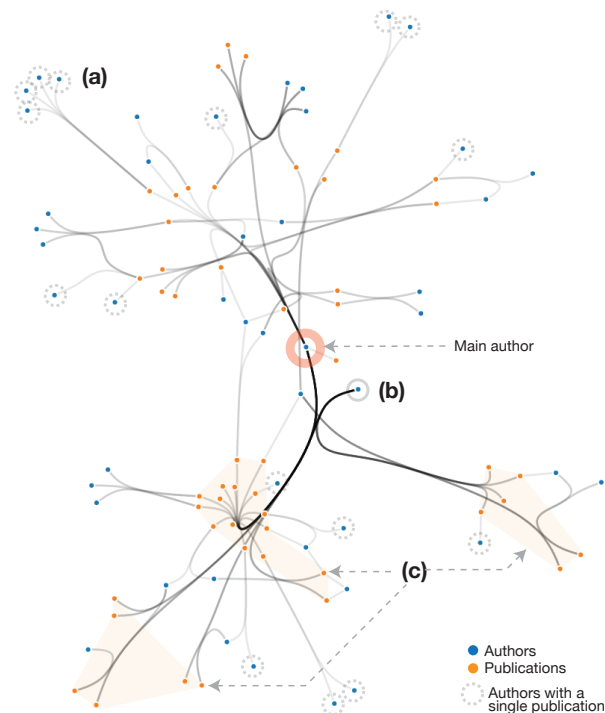 (a)
Main author
(b)
(c)
Authors
Publications
Authors with a
single publication